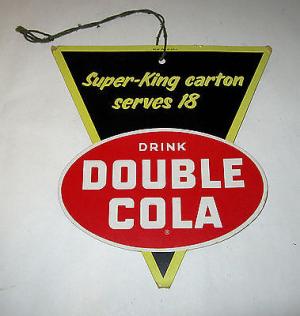 Super-King carton
serves 18
DRINK
DOUBLE
COLA
®